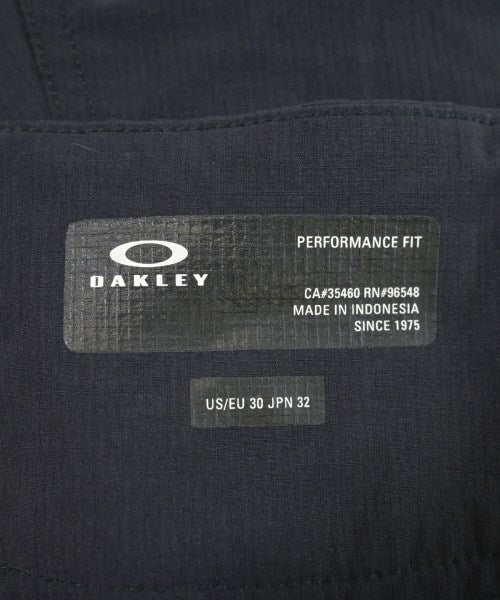 OAKLEY
PERFORMANCE FIT
CA#35460 RN#96548
MADE IN INDONESIA
SINCE 1975
US/EU 30 JPN 32